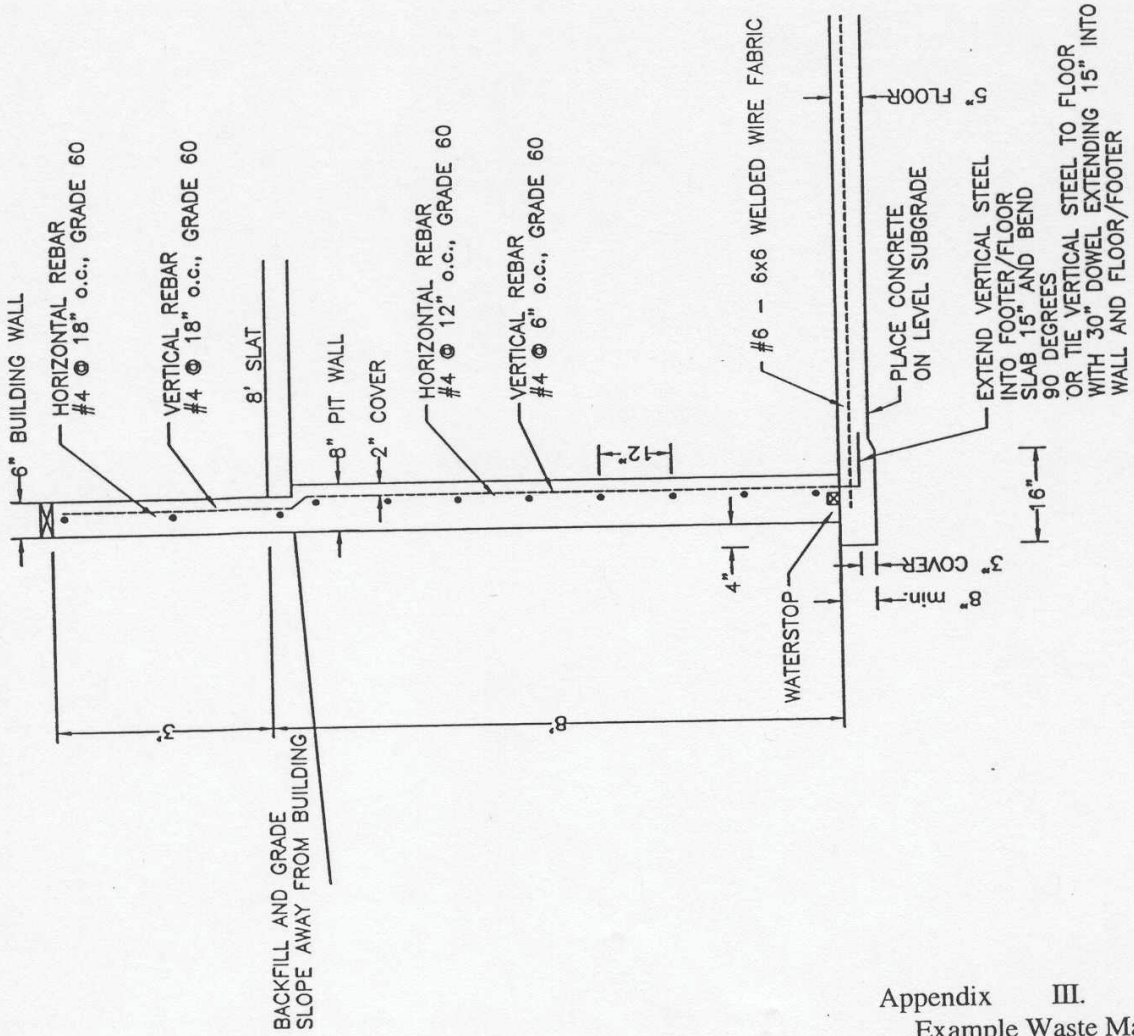 6" BUILDING WALL
HORIZONTAL REBAR
#4 @ 18" o.c., GRADE 60
VERTICAL REBAR
#4 @ 18" o.c., GRADE 60
8' SLAT
8" PIT WALL
2" COVER
HORIZONTAL REBAR
#4 @ 12" o.c., GRADE 60
VERTICAL REBAR
#4 @ 6" o.c., GRADE 60
12"
3'
8'
BACKFILL AND GRADE
SLOPE AWAY FROM BUILDING
#6 - 6x6 WELDED WIRE FABRIC
5" FLOOR
4"
WATERSTOP
PLACE CONCRETE
ON LEVEL SUBGRADE
EXTEND VERTICAL STEEL
INTO FOOTER/FLOOR
SLAB 15" AND BEND
90 DEGREES
OR TIE VERTICAL STEEL TO FLOOR
WITH 30" DOWEL EXTENDING 15" INTO
WALL AND FLOOR/FOOTER
16"
3" COVER
8" min.
Appendix III.